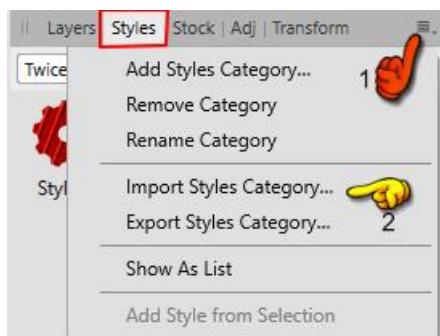 Layers Styles Stock Adj Transform
Twice
1
Add Styles Category...
Remove Category
Rename Category
Styl
Import Styles Category...
Export Styles Category...
2
Show As List
Add Style from Selection